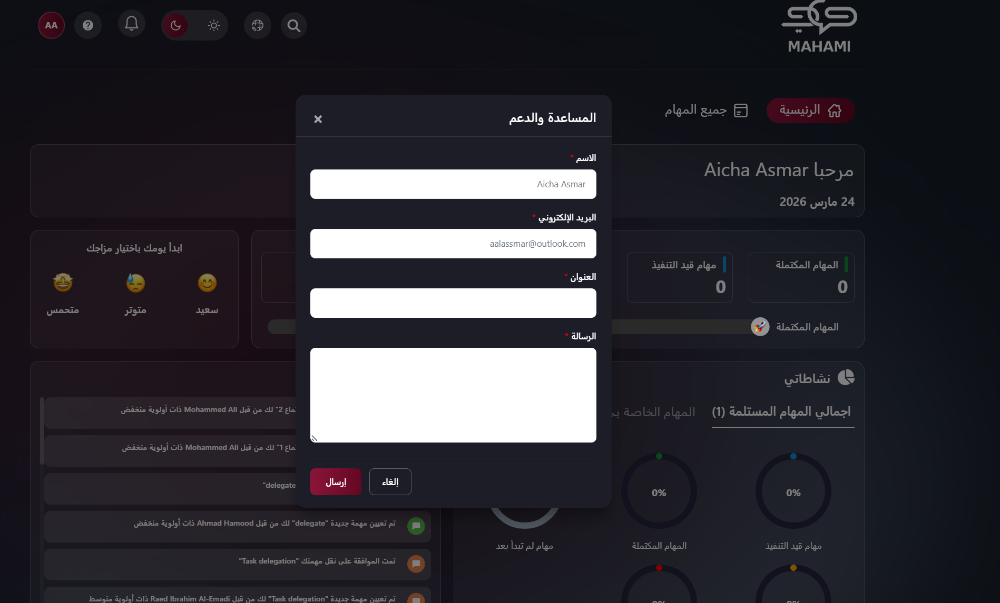 AA
MAHAMI
الرئيسية
جميع المهام
مرحبا Aicha Asmar
24 مارس 2026
المهام المكتملة
0
مهام قيد التنفيذ
0
المهام المكتملة
ابدأ يومك باختيار مزاجك
سعيد
متوتر
متحمس
المساعدة والدعم
الاسم *
Aicha Asmar
البريد الإلكتروني *
aalassmar@outlook.com
العنوان *
الرسالة *
إلغاء
إرسال
نشاطاتي
اجمالي المهام المستلمة (1)
المهام الخاصة
0%
مهام قيد التنفيذ
0%
المهام المكتملة
مهام لم تبدأ بعد
2" لك من قبل Mohammed Ali ذات أولوية منخفض
1" لك من قبل Mohammed Ali ذات أولوية منخفض
delegate"
تم تعيين مهمة جديدة "delegate" لك من قبل Ahmad Hamood ذات أولوية منخفض
تمت الموافقة على نقل مهمتك "Task delegation"
تم تعيين مهمة جديدة "Task delegation" لك من قبل Raed Ibrahim Al-Emadi ذات أولوية متوسط